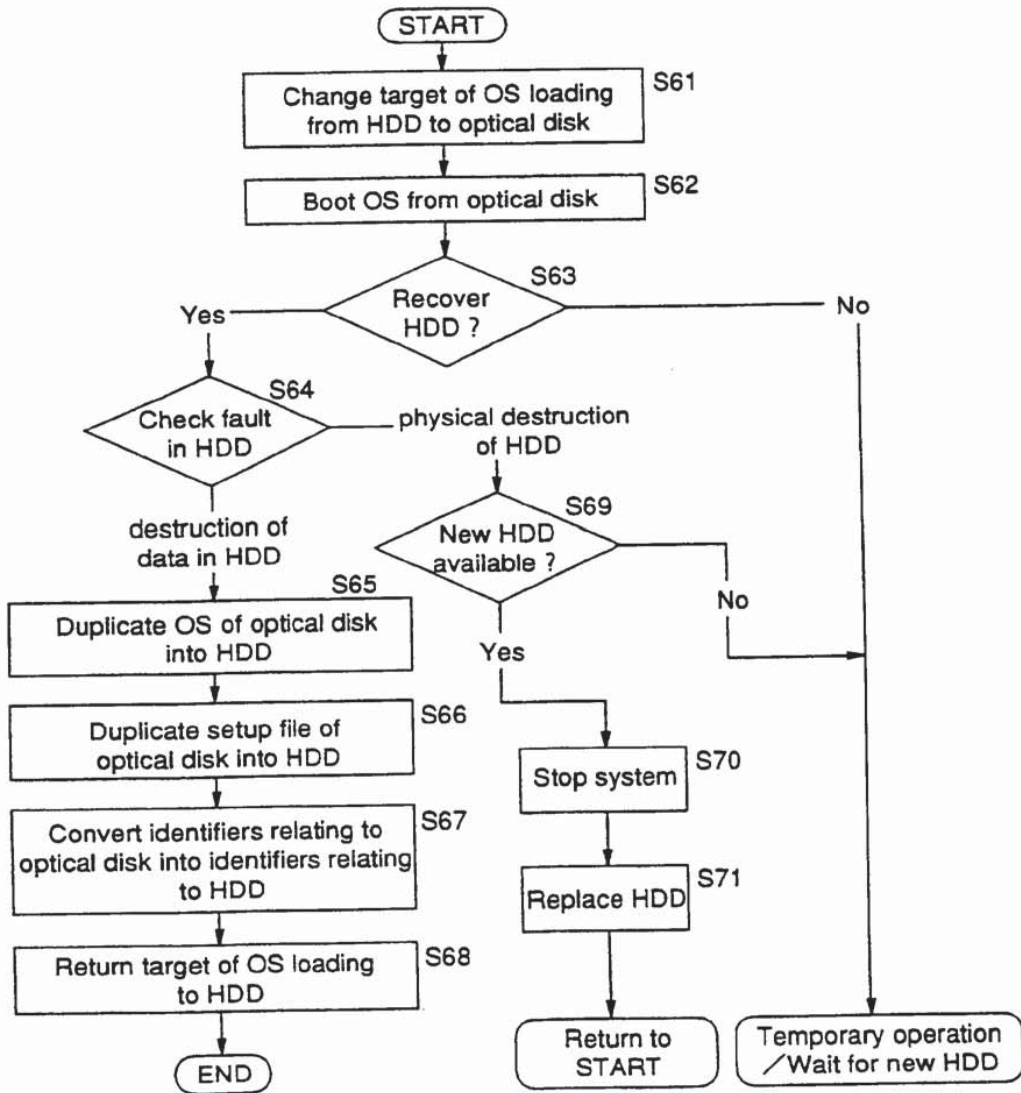 START
S61
Change target of OS loading
from HDD to optical disk
S62
Boot OS from optical disk
S63
Recover
HDD ?
Yes
No
S64
Check fault
in HDD
physical destruction
of HDD
destruction of
data in HDD
S69
New HDD
available ?
No
Yes
S65
Duplicate OS of optical disk
into HDD
S66
Duplicate setup file of
optical disk into HDD
S70
Stop system
S67
Convert identifiers relating to
optical disk into identifiers relating
to HDD
S71
Replace HDD
S68
Return target of OS loading
to HDD
END
Return to
START
Temporary operation
/Wait for new HDD